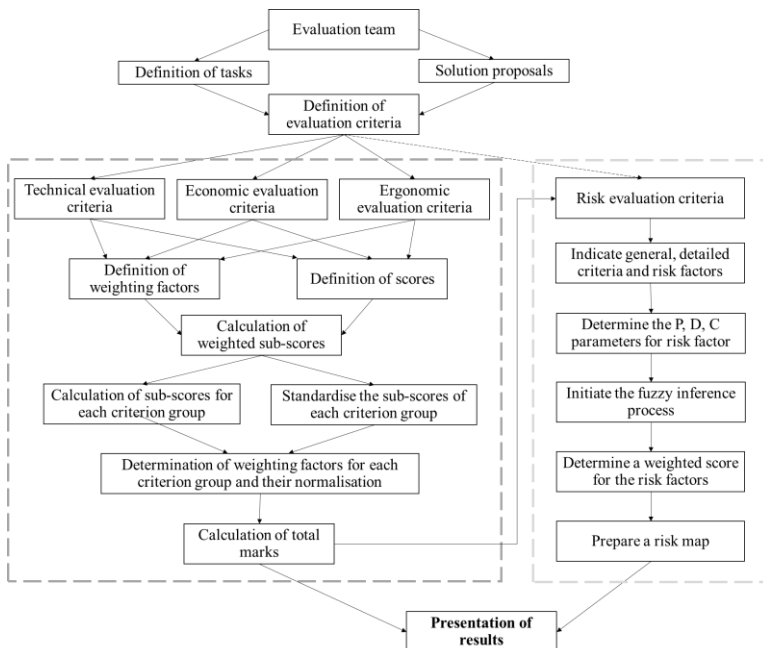 Evaluation team
Definition of tasks
Solution proposals
Definition of
evaluation criteria
Technical evaluation
criteria
Economic evaluation
criteria
Ergonomic
evaluation criteria
Risk evaluation criteria
Definition of
weighting factors
Definition of scores
Indicate general, detailed
criteria and risk factors
Calculation of
weighted sub-scores
Determine the P, D, C
parameters for risk factor
Calculation of sub-scores for
each criterion group
Standardise the sub-scores of
each criterion group
Initiate the fuzzy inference
process
Determination of weighting factors for each
criterion group and their normalisation
Determine a weighted score
for the risk factors
Calculation of total
marks
Prepare a risk map
Presentation of
results